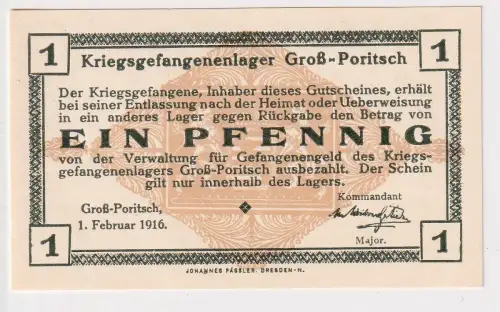 1 Kriegsgefangenenlager Groß-Poritsch 1
Der Kriegsgefangene, Inhaber dieses Gutscheines, erhält
bei seiner Entlassung nach der Heimat oder Ueberweisung
in ein anderes Lager gegen Rückgabe den Betrag von
EIN PFENNIG
von der Verwaltung für Gefangenengeld des Kriegs-
gefangenenlagers Groß-Poritsch ausbezahlt. Der Schein
gilt nur innerhalb des Lagers.
Kommandant
Groß-Poritsch,
1. Februar 1916.
Major.
1 1
JOHANNES PÄSSLER, DRESDEN-N.